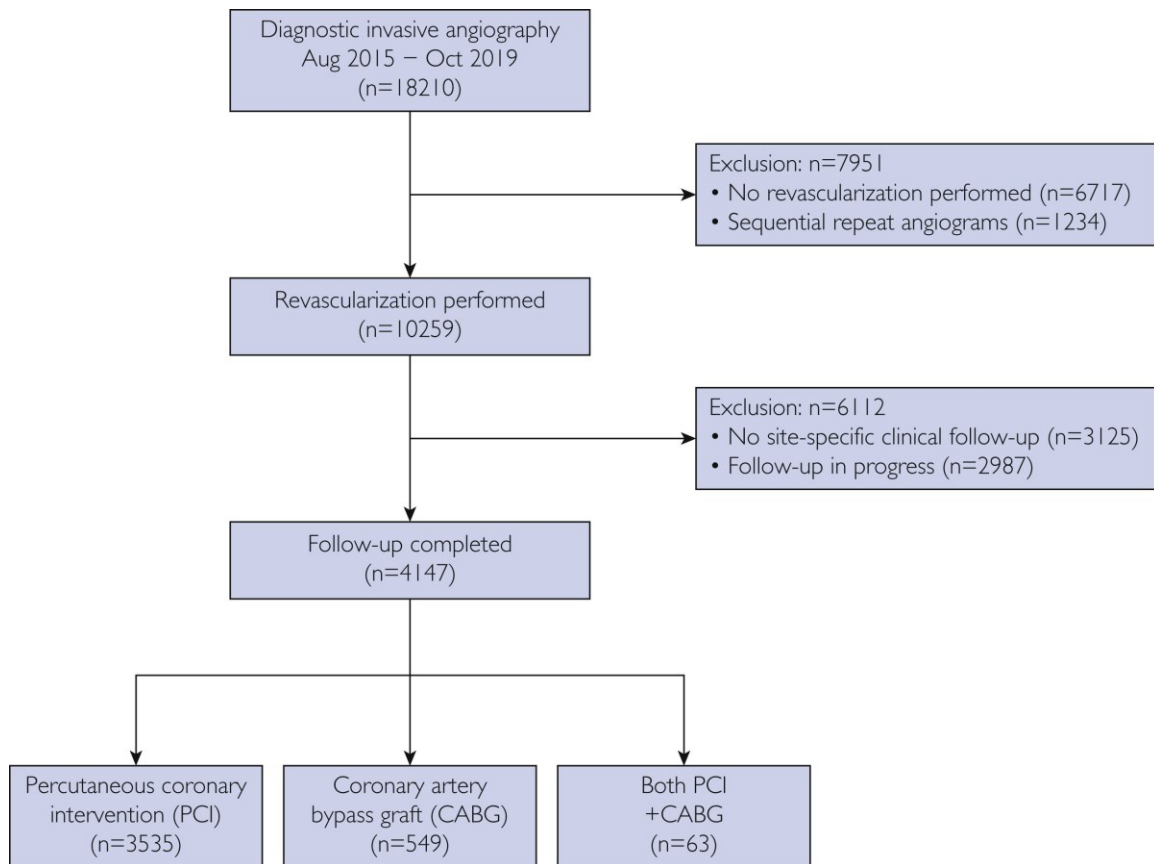 Diagnostic invasive angiography
Aug 2015 – Oct 2019
(n=18210)
Exclusion: n=7951
• No revascularization performed (n=6717)
• Sequential repeat angiograms (n=1234)
Revascularization performed
(n=10259)
Exclusion: n=6112
• No site-specific clinical follow-up (n=3125)
• Follow-up in progress (n=2987)
Follow-up completed
(n=4147)
Percutaneous coronary
intervention (PCI)
(n=3535)
Coronary artery
bypass graft (CABG)
(n=549)
Both PCI
+CABG
(n=63)